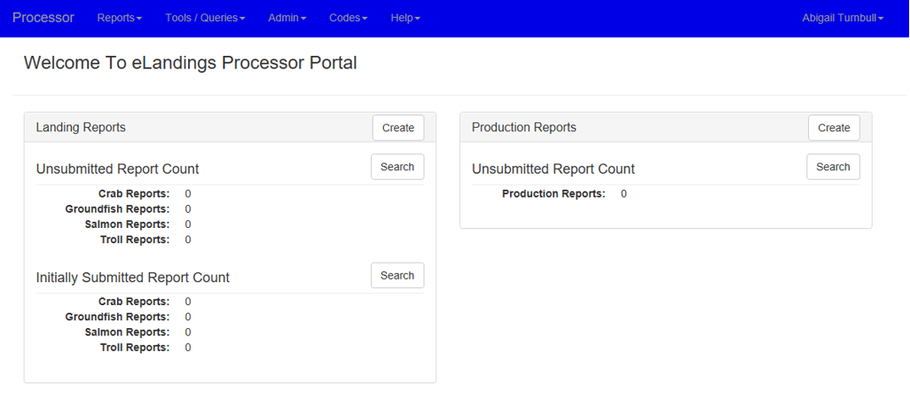 Processor Reports Tools / Queries Admin Codes Help Abigail Turnbull
Welcome To eLandings Processor Portal
Landing Reports Create
Unsubmitted Report Count Search
Crab Reports: 0
Groundfish Reports: 0
Salmon Reports: 0
Troll Reports: 0
Initially Submitted Report Count Search
Crab Reports: 0
Groundfish Reports: 0
Salmon Reports: 0
Troll Reports: 0
Production Reports Create
Unsubmitted Report Count Search
Production Reports: 0